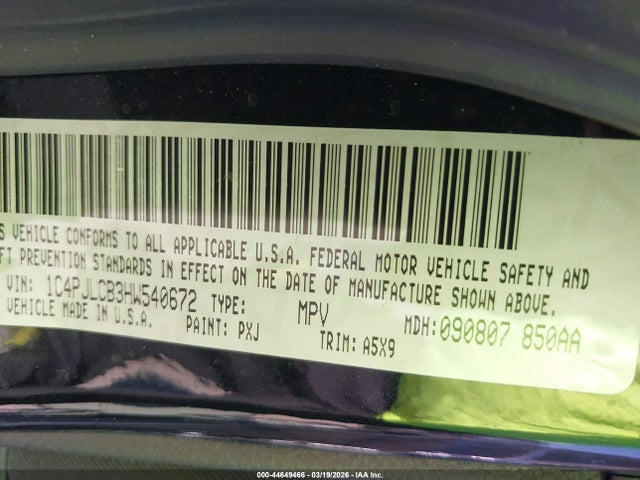 S VEHICLE CONFORMS TO ALL APPLICABLE U.S.A. FEDERAL MOTOR VEHICLE SAFETY AND
FT PREVENTION STANDARDS IN EFFECT ON THE DATE OF MANUFACTURE SHOWN ABOVE.
VIN: 1C4PJLCB3HW540672 TYPE: MPV MDH: 090807 850AA
VEHICLE MADE IN U.S.A. PAINT: PXJ TRIM: A5X9
000-44649466 - 03/19/2026 - IAA Inc.